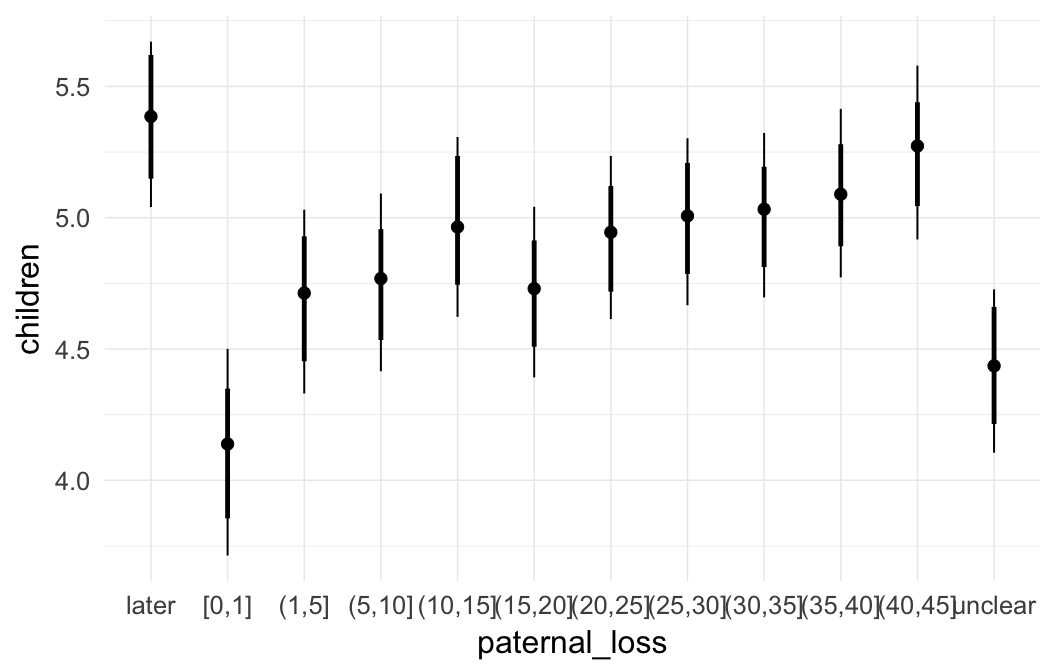 5.5
5.0
4.5
4.0
children
later [0,1] (1,5] (5,10] (10,15] (15,20] (20,25] (25,30] (30,35] (35,40] (40,45] unclear
paternal_loss